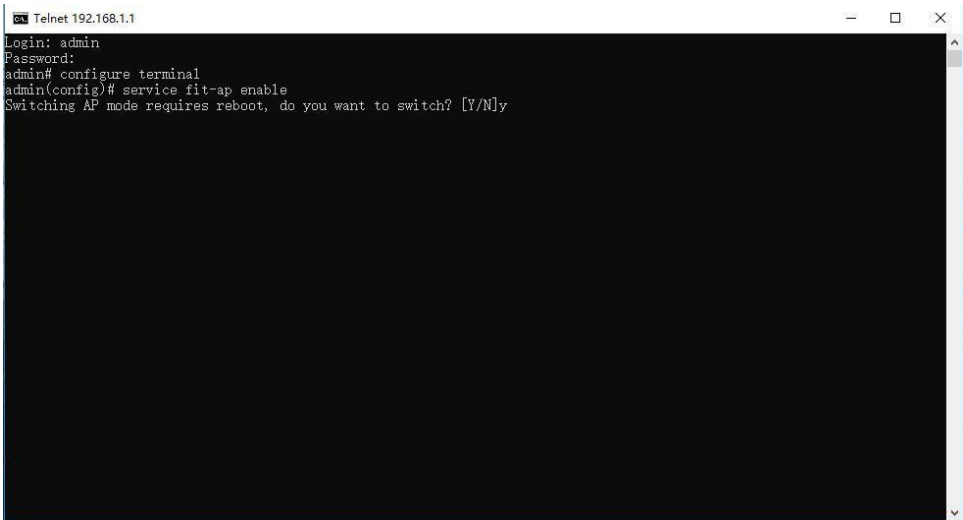 Telnet 192.168.1.1
Login: admin
Password:
admin# configure terminal
admin(config)# service fit-ap enable
Switching AP mode requires reboot, do you want to switch? [Y/N]y